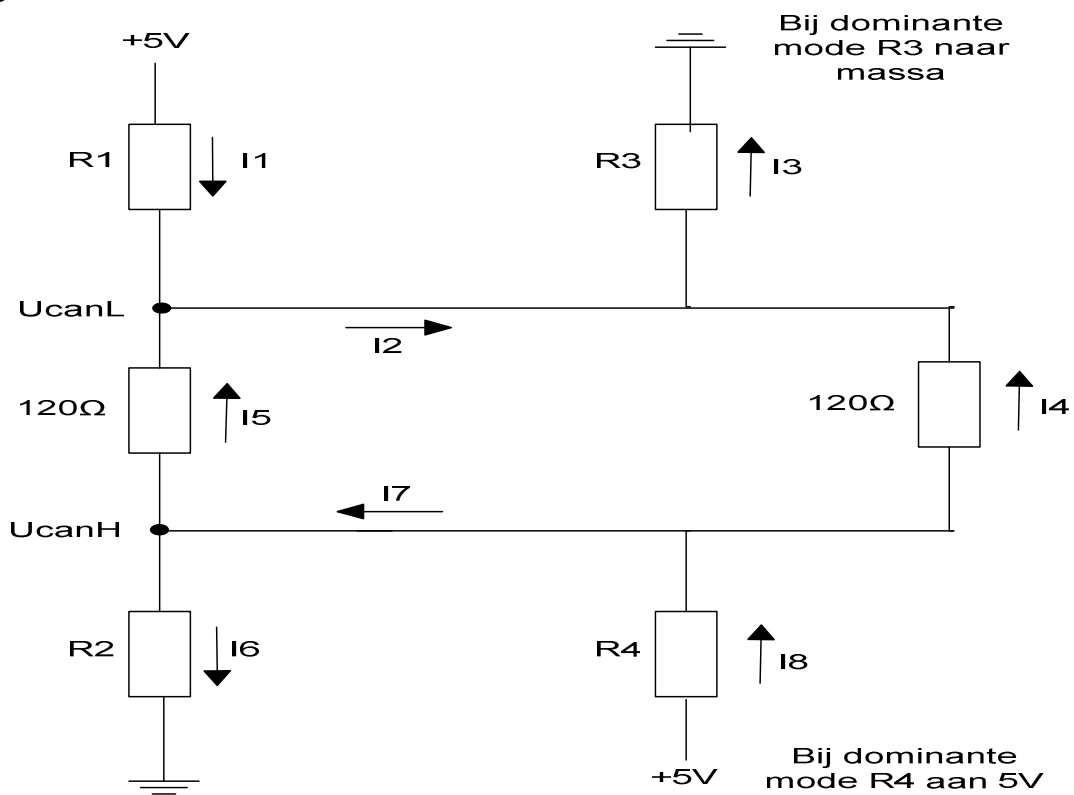 Bij dominante
mode R3 naar
massa
+5V
R1
I1
R3
I3
UcanL
I2
120Ω
I5
120Ω
I4
I7
UcanH
R2
I6
R4
I8
+5V
Bij dominante
mode R4 aan 5V